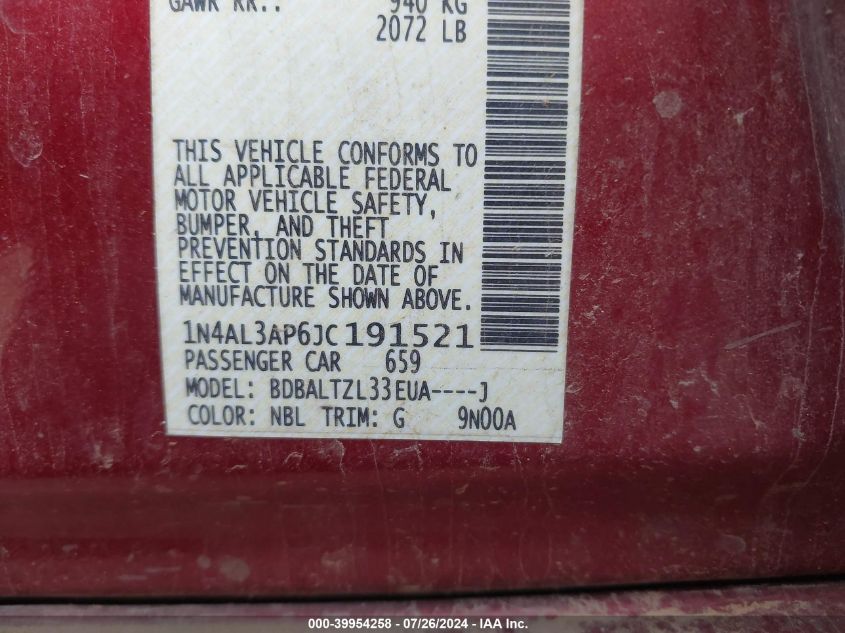 GAWR RR.: 940 KG
2072 LB
THIS VEHICLE CONFORMS TO
ALL APPLICABLE FEDERAL
MOTOR VEHICLE SAFETY,
BUMPER, AND THEFT
PREVENTION STANDARDS IN
EFFECT ON THE DATE OF
MANUFACTURE SHOWN ABOVE.
1N4AL3AP6JC191521
PASSENGER CAR 659
MODEL: BDBALTZL33EUA----J
COLOR: NBL TRIM: G 9N00A
000-39954258 - 07/26/2024 - IAA Inc.